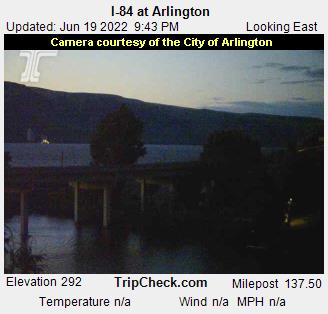 I-84 at Arlington
Updated: Jun 19 2022 9:43 PM Looking East
Camera courtesy of the City of Arlington
Elevation 292 TripCheck.com Milepost 137.50
Temperature n/a Wind n/a MPH n/a